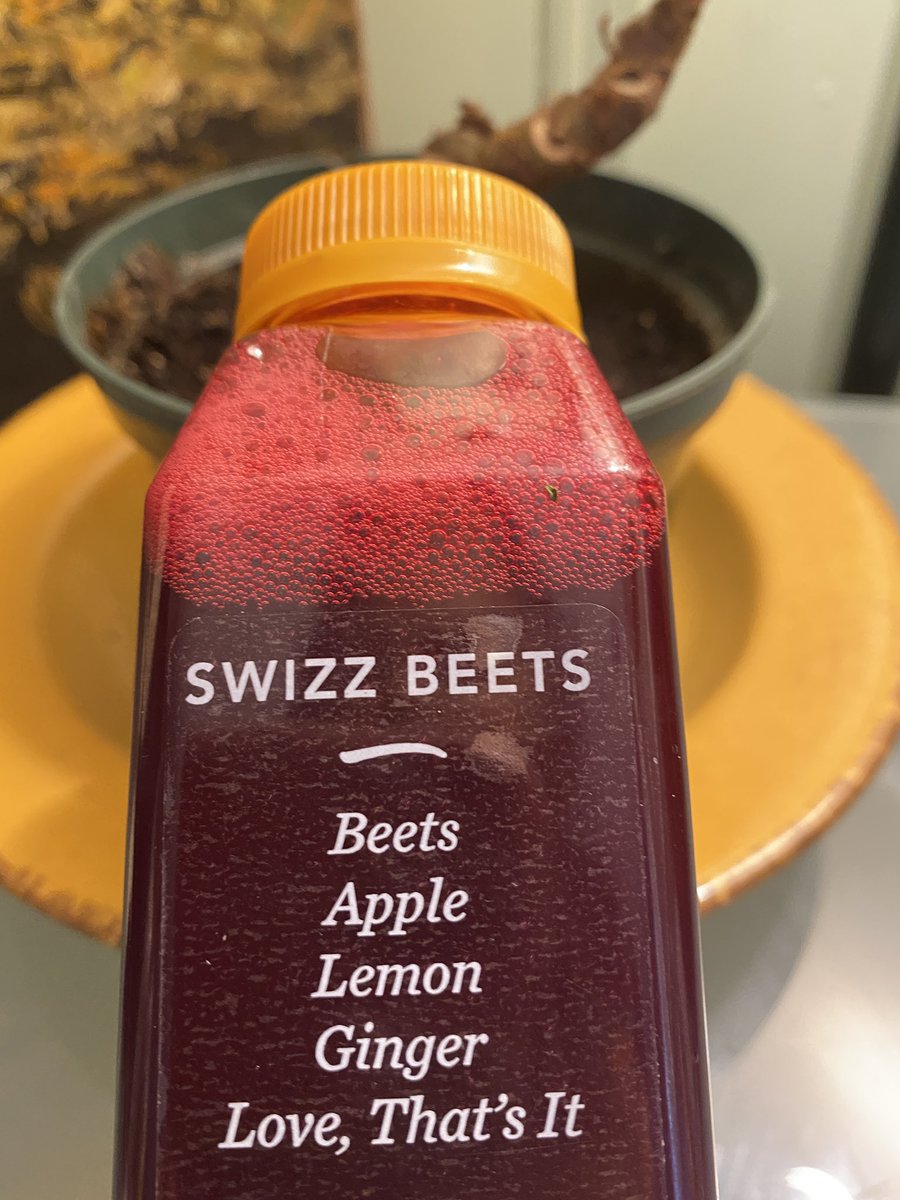 SWIZZ BEETS
Beets
Apple
Lemon
Ginger
Love, That's It